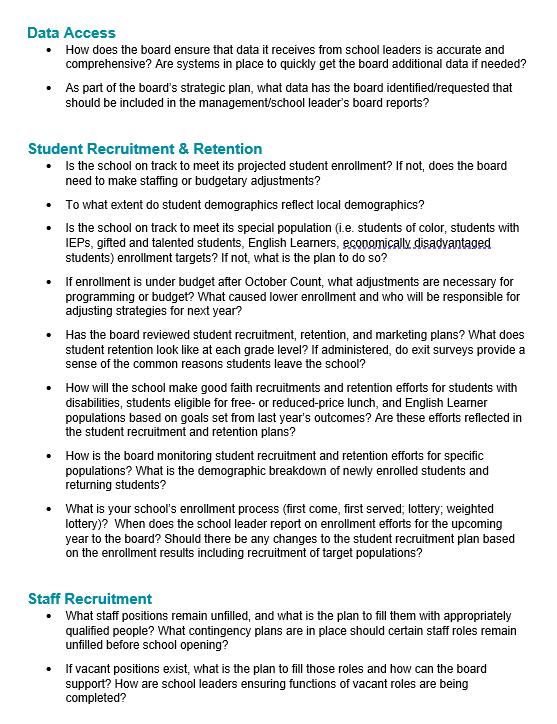 Data Access
• How does the board ensure that data it receives from school leaders is accurate and
comprehensive? Are systems in place to quickly get the board additional data if needed?
• As part of the board's strategic plan, what data has the board identified/requested that
should be included in the management/school leader's board reports?
Student Recruitment & Retention
• Is the school on track to meet its projected student enrollment? If not, does the board
need to make staffing or budgetary adjustments?
• To what extent do student demographics reflect local demographics?
• Is the school on track to meet its special population (i.e. students of color, students with
IEPs, gifted and talented students, English Learners, economically disadvantaged
students) enrollment targets? If not, what is the plan to do so?
• If enrollment is under budget after October Count, what adjustments are necessary for
programming or budget? What caused lower enrollment and who will be responsible for
adjusting strategies for next year?
• Has the board reviewed student recruitment, retention, and marketing plans? What does
student retention look like at each grade level? If administered, do exit surveys provide a
sense of the common reasons students leave the school?
• How will the school make good faith recruitments and retention efforts for students with
disabilities, students eligible for free- or reduced-price lunch, and English Learner
populations based on goals set from last year's outcomes? Are these efforts reflected in
the student recruitment and retention plans?
• How is the board monitoring student recruitment and retention efforts for specific
populations? What is the demographic breakdown of newly enrolled students and
returning students?
• What is your school's enrollment process (first come, first served; lottery; weighted
lottery)? When does the school leader report on enrollment efforts for the upcoming
year to the board? Should there be any changes to the student recruitment plan based
on the enrollment results including recruitment of target populations?
Staff Recruitment
• What staff positions remain unfilled, and what is the plan to fill them with appropriately
qualified people? What contingency plans are in place should certain staff roles remain
unfilled before school opening?
• If vacant positions exist, what is the plan to fill those roles and how can the board
support? How are school leaders ensuring functions of vacant roles are being
completed?